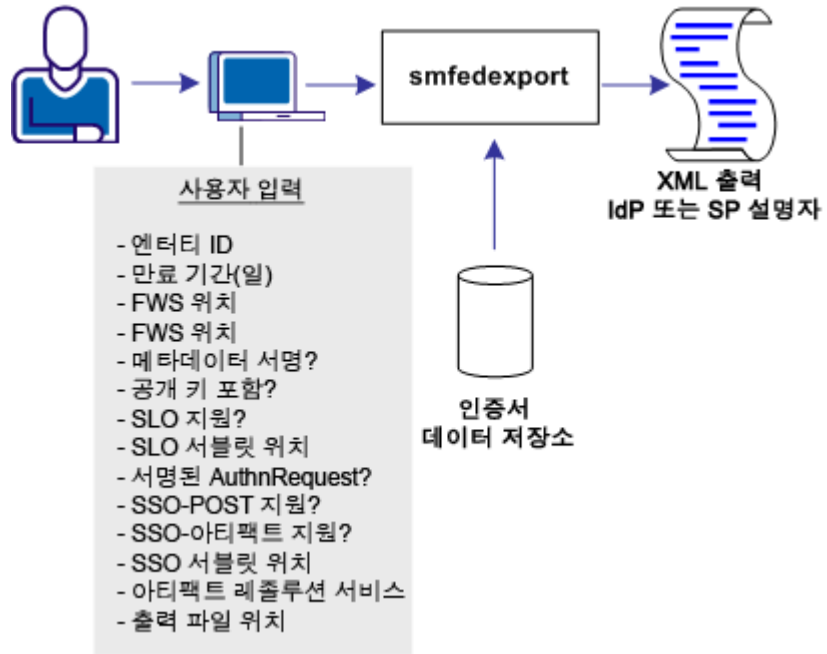 smfedexport
XML 출력
IdP 또는 SP 설명자
사용자 입력
- 엔터티 ID
- 만료 기간(일)
- FWS 위치
- FWS 위치
- 메타데이터 서명?
- 공개 키 포함?
- SLO 지원?
- SLO 서블릿 위치
- 서명된 AuthnRequest?
- SSO-POST 지원?
- SSO-아티팩트 지원?
- SSO 서블릿 위치
- 아티팩트 레졸루션 서비스
- 출력 파일 위치
인증서
데이터 저장소